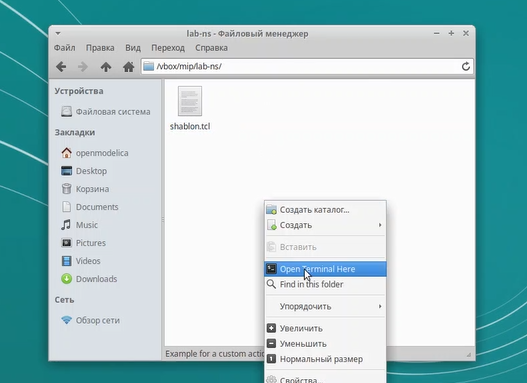 lab-ns - Файловый менеджер
Файл Правка Вид Переход Справка
/vbox/mip/lab-ns/
Устройства
Файловая система
Закладки
openmodelica
Desktop
Корзина
Documents
Music
Pictures
Videos
Downloads
Сеть
Обзор сети
shablon.tcl
Создать каталог...
Создать
Вставить
Open Terminal Here
Find in this folder
Упорядочить
Увеличить
Уменьшить
Нормальный размер
Свойства...
Example for a custom